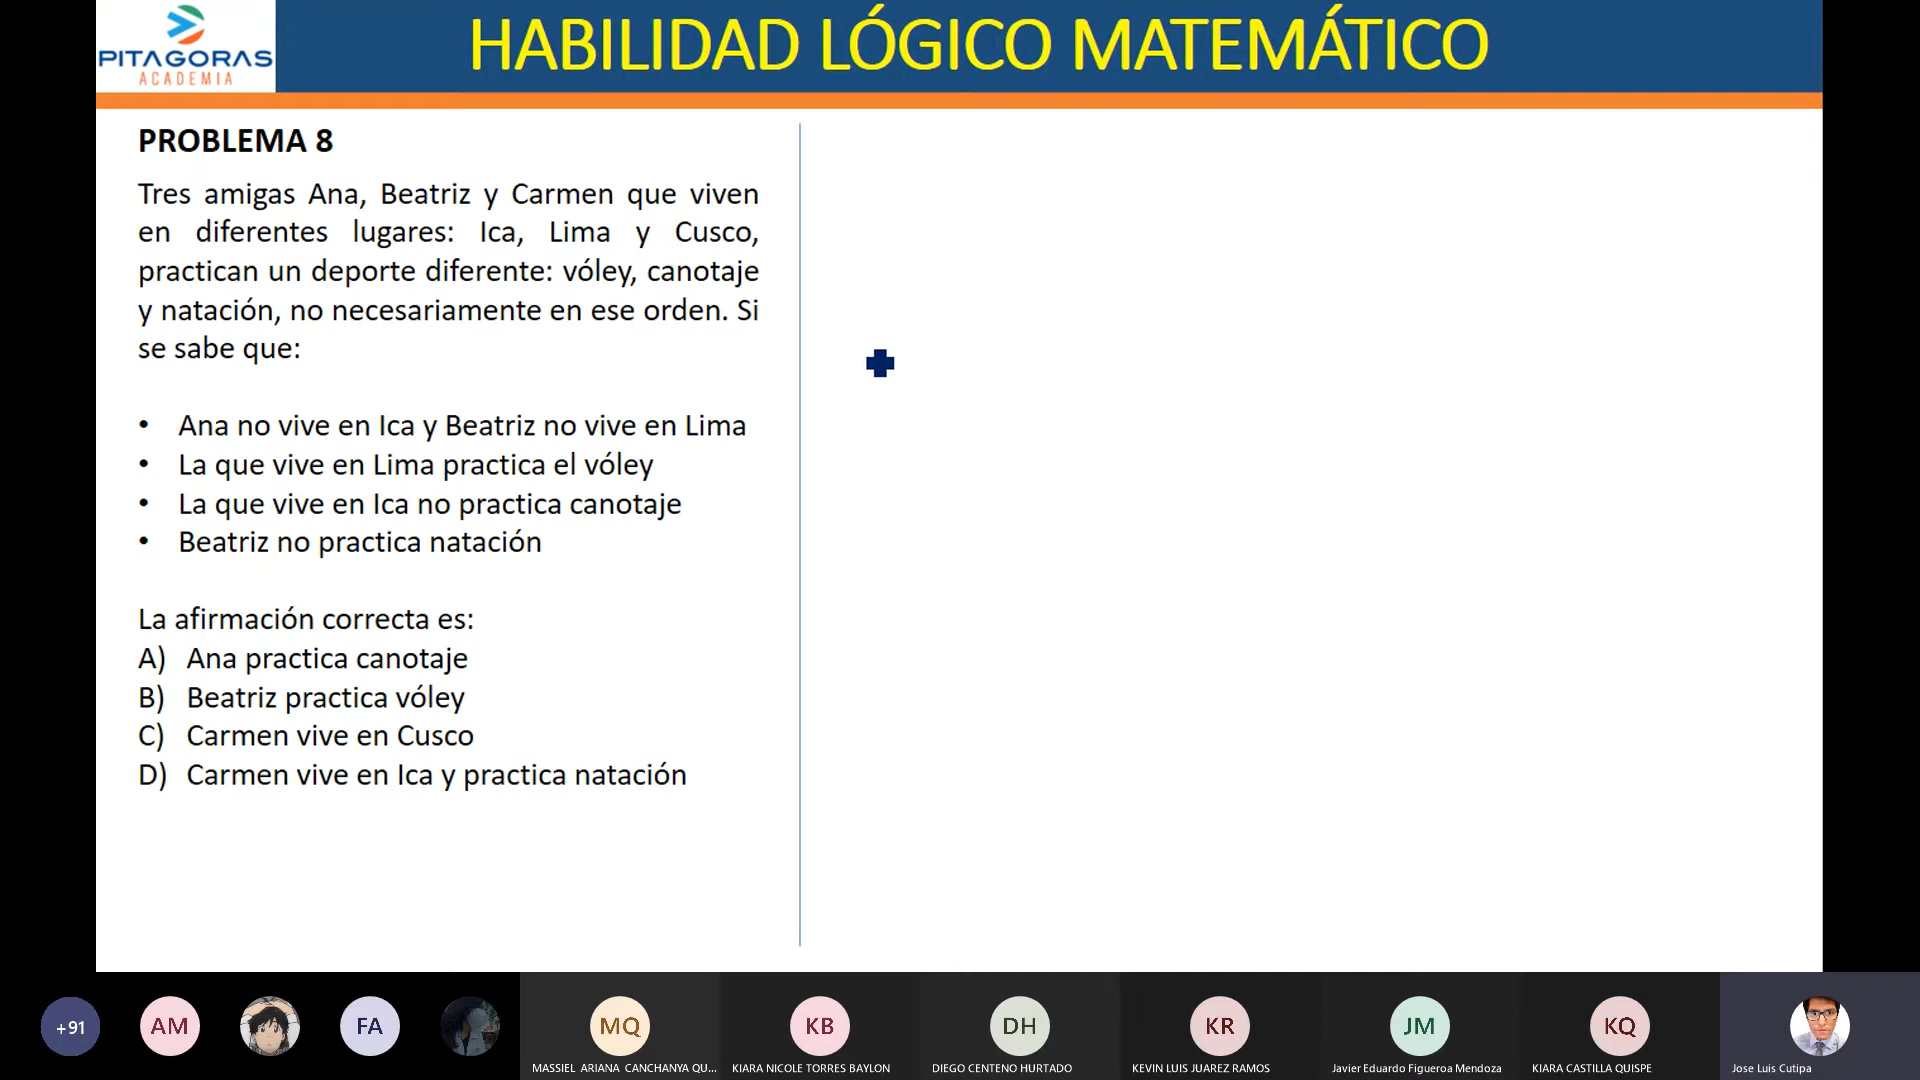 PITAGORAS
ACADEMIA
HABILIDAD LÓGICO MATEMÁTICO
PROBLEMA 8
Tres amigas Ana, Beatriz y Carmen que viven
en diferentes lugares: Ica, Lima y Cusco,
practican un deporte diferente: vóley, canotaje
y natación, no necesariamente en ese orden. Si
se sabe que:
• Ana no vive en Ica y Beatriz no vive en Lima
• La que vive en Lima practica el vóley
• La que vive en Ica no practica canotaje
• Beatriz no practica natación
La afirmación correcta es:
A) Ana practica canotaje
B) Beatriz practica vóley
C) Carmen vive en Cusco
D) Carmen vive en Ica y practica natación
+91 AM FA MQ KB DH KR JM KQ
MASSIEL ARIANA CANCHANYA QU... KIARA NICOLE TORRES BAYLON DIEGO CENTENO HURTADO KEVIN LUIS JUAREZ RAMOS Javier Eduardo Figueroa Mendoza KIARA CASTILLA QUISPE Jose Luis Cutipa